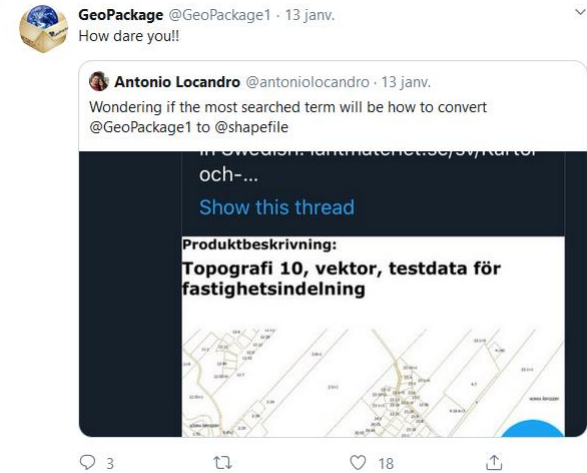 GeoPackage @GeoPackage1 · 13 janv.
How dare you!!
Antonio Locandro @antoniolocandro · 13 janv.
Wondering if the most searched term will be how to convert
@GeoPackage1 to @shapefile
och-...
Show this thread
Produktbeskrivning:
Topografi 10, vektor, testdata för
fastighetsindelning
3
18